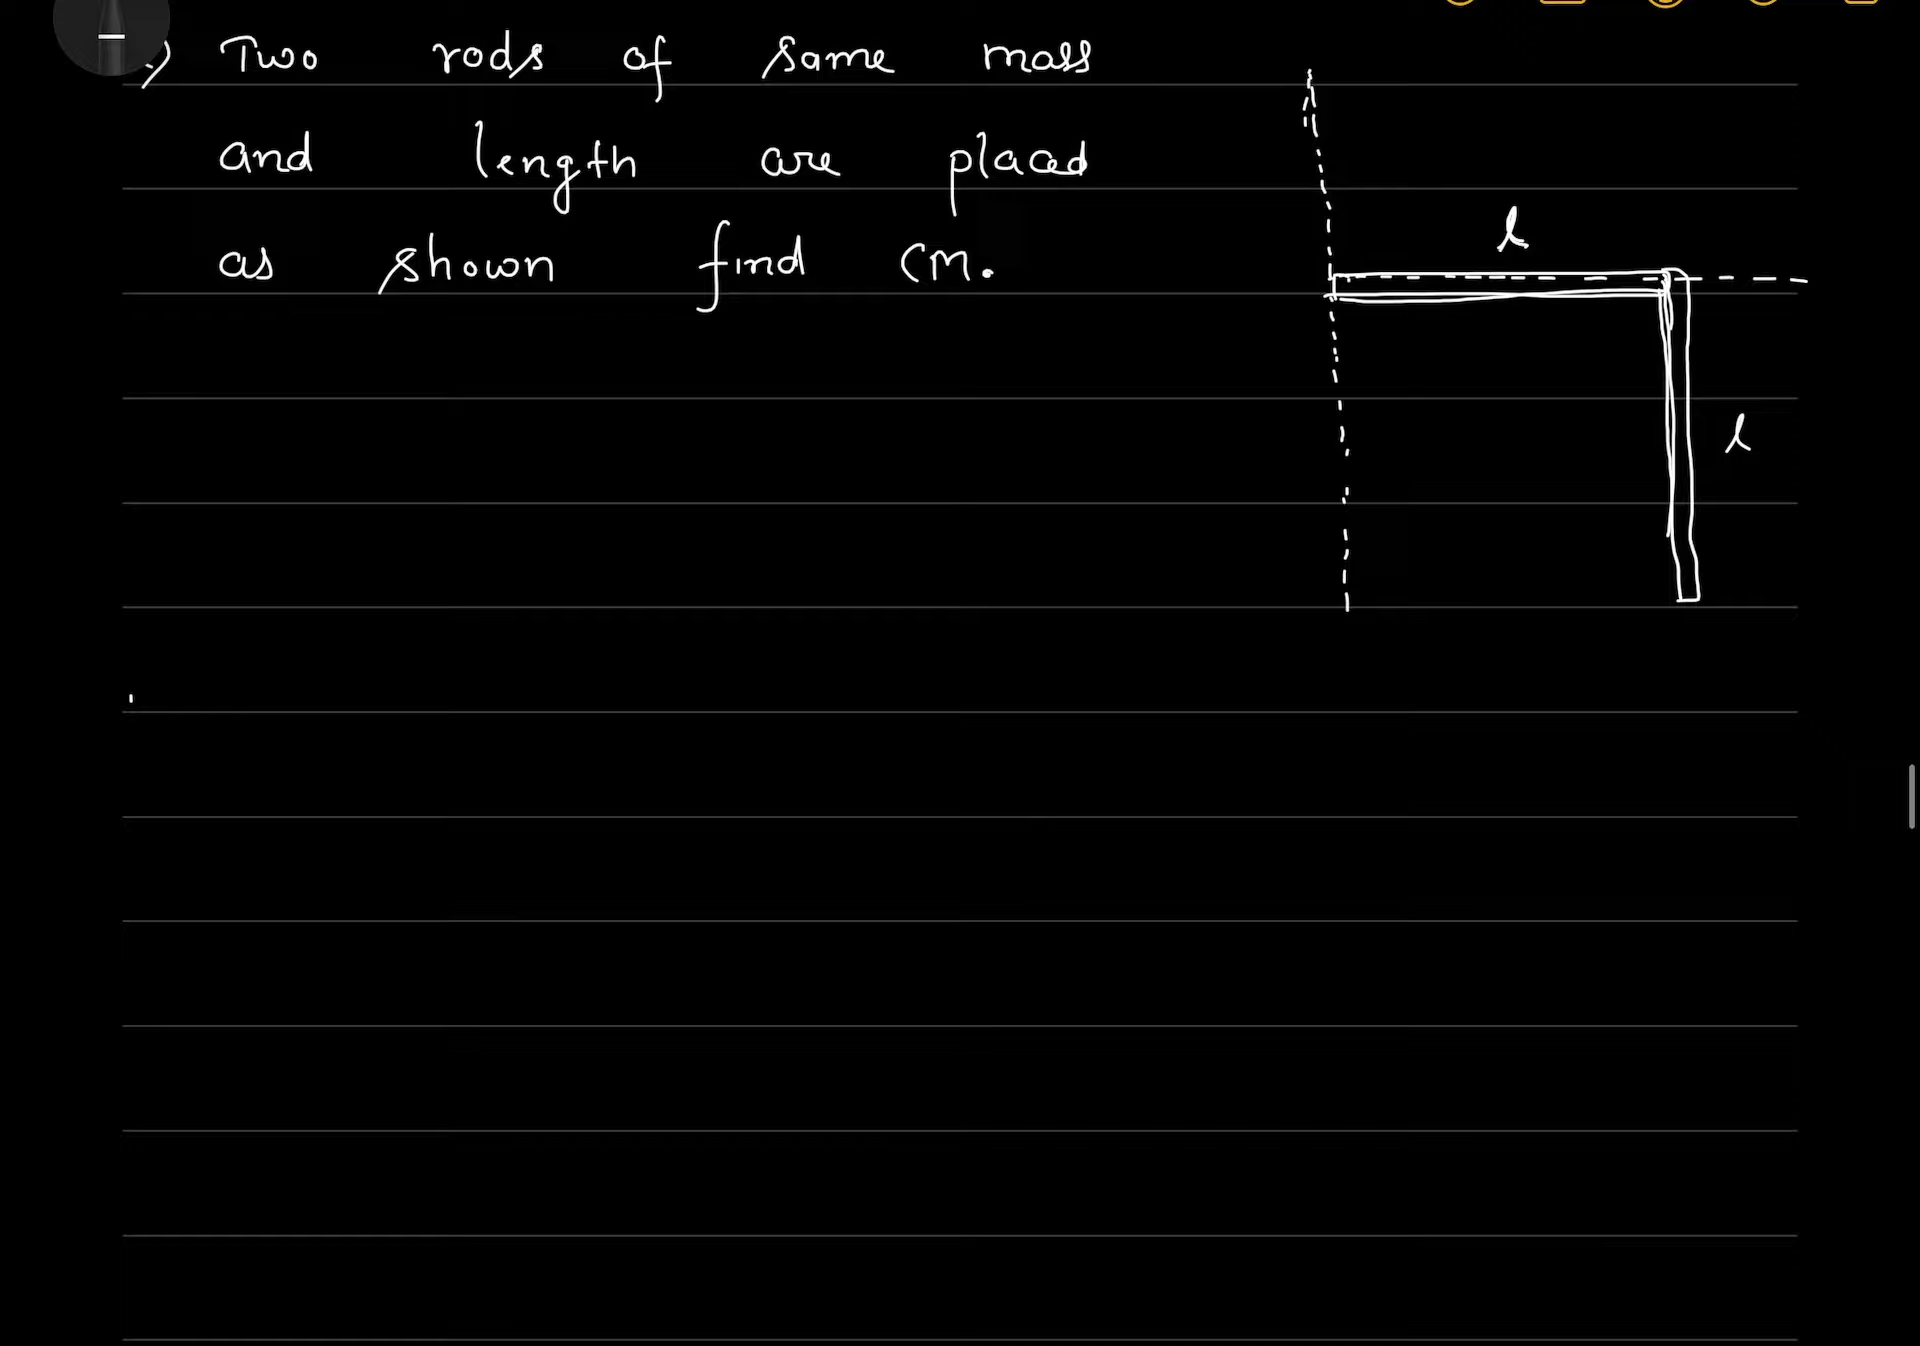 Two rods of same mass
and length are placed
as shown find CM.
l
l